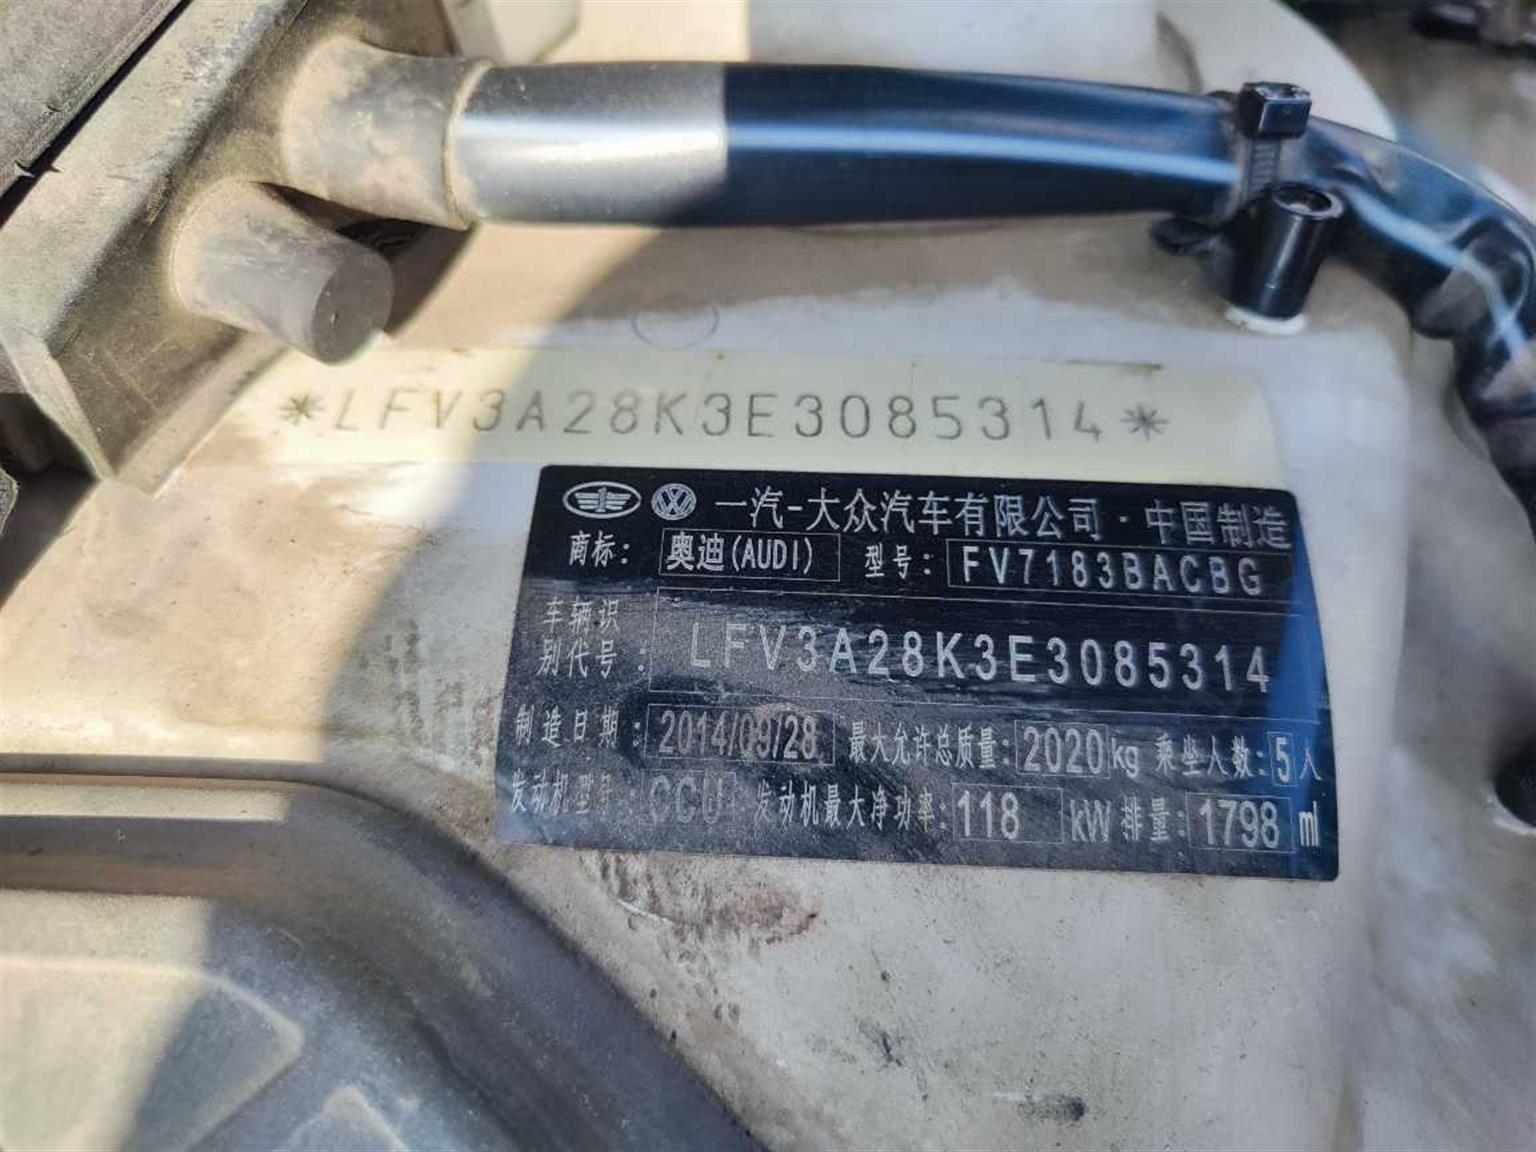 *LFV3A28K3E3085314*
一汽-大众汽车有限公司·中国制造
商标: 奥迪(AUDI) 型号: FV7183BACBG
车辆识
别代号: LFV3A28K3E3085314
制造日期: 2014/09/28 最大允许总质量: 2020kg 乘坐人数: 5人
发动机型号: CCU 发动机最大净功率: 118 kW 排量: 1798 ml